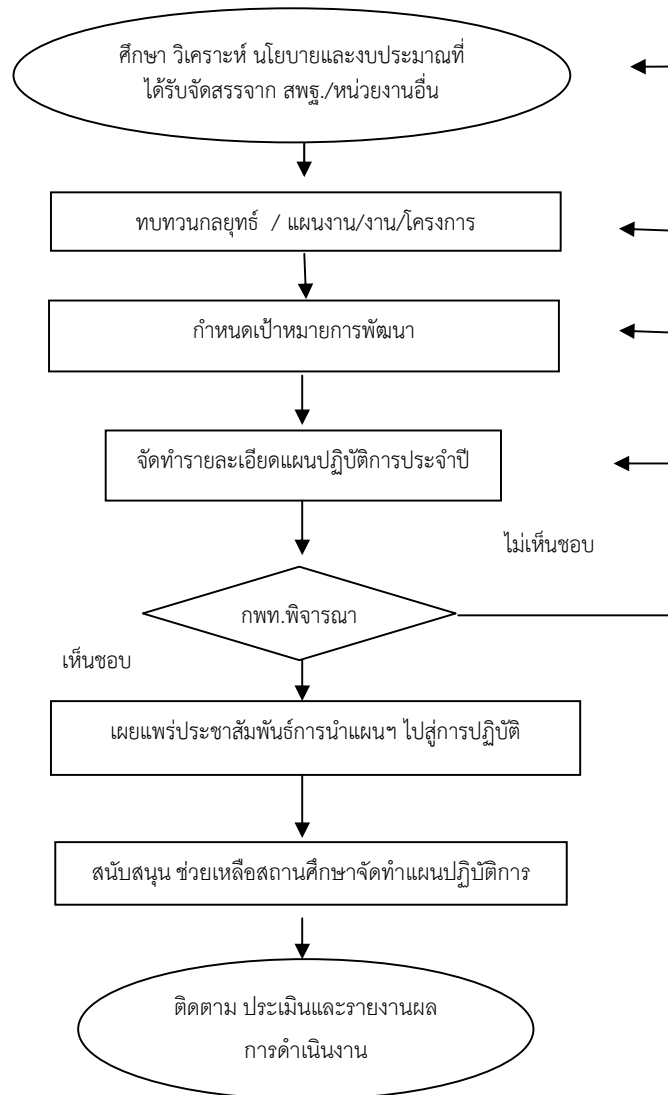 ศึกษา วิเคราะห์ นโยบายและงบประมาณที่
ได้รับจัดสรรจาก สพฐ./หน่วยงานอื่น
ทบทวนกลยุทธ์ / แผนงาน/งาน/โครงการ
กำหนดเป้าหมายการพัฒนา
จัดทำรายละเอียดแผนปฏิบัติการประจำปี
ไม่เห็นชอบ
กพท.พิจารณา
เห็นชอบ
เผยแพร่ประชาสัมพันธ์การนำแผนฯ ไปสู่การปฏิบัติ
สนับสนุน ช่วยเหลือสถานศึกษาจัดทำแผนปฏิบัติการ
ติดตาม ประเมินและรายงานผล
การดำเนินงาน